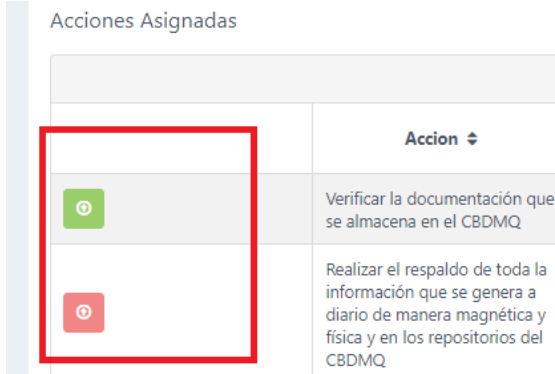 Acciones Asignadas
Accion
Verificar la documentación que
se almacena en el CBDMQ
Realizar el respaldo de toda la
información que se genera a
diario de manera magnética y
física y en los repositorios del
CBDMQ